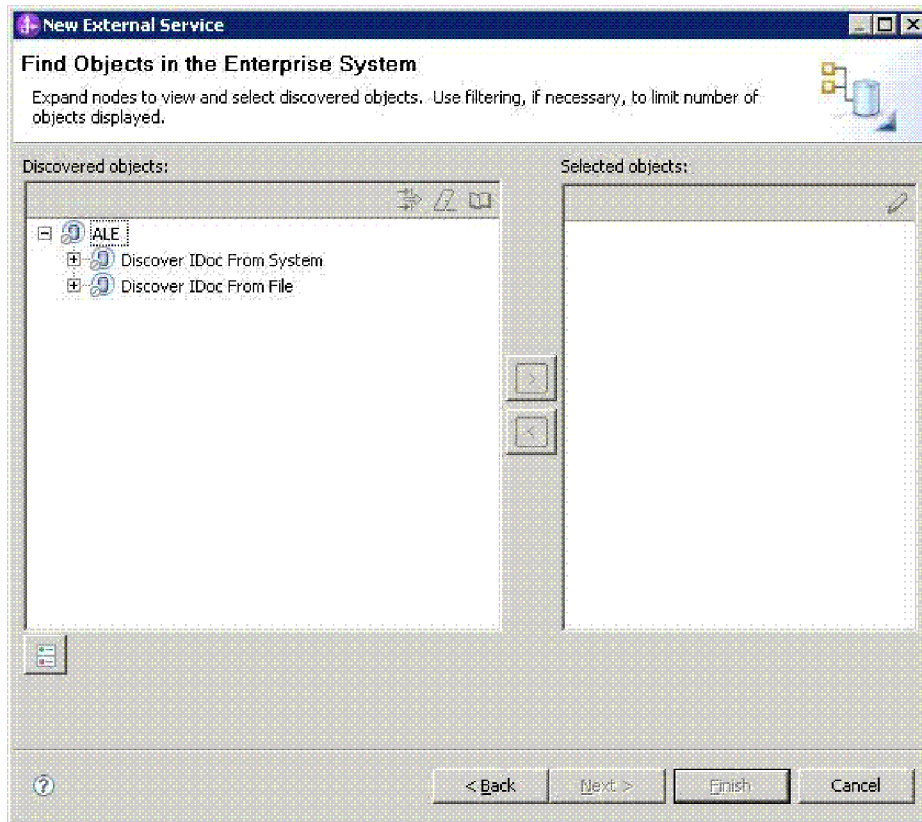 New External Service
Find Objects in the Enterprise System
Expand nodes to view and select discovered objects. Use filtering, if necessary, to limit number of
objects displayed.
Discovered objects:
Selected objects:
ALE
Discover IDoc From System
Discover IDoc From File
>
<
?
< Back
Next >
Finish
Cancel